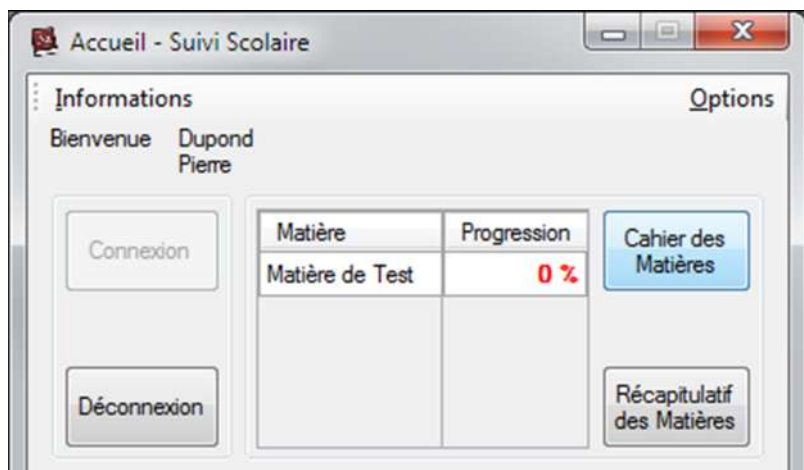 Accueil - Suivi Scolaire
Informations Options
Bienvenue Dupond
Pierre
Connexion
Matière Progression
Matière de Test 0 %
Cahier des
Matières
Déconnexion
Récapitulatif
des Matières